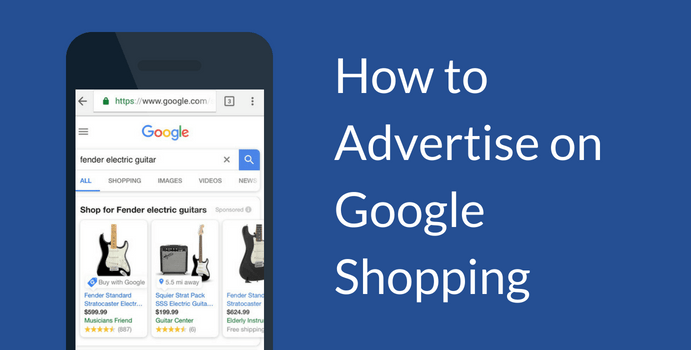 https://www.google.com/
3
Google
fender electric guitar
ALL SHOPPING IMAGES VIDEOS NEWS
Shop for Fender electric guitars Sponsored
Buy with Google
5.5 mi away
Fender Standard
Stratocaster Electr...
$599.99
Musicians Friend
(887)
Squier Strat Pack
SSS Electric Guita...
$199.99
Guitar Center
(6)
Fender
Stratoc
$624.99
Elderly Instru
Free shipping
How to
Advertise on
Google
Shopping